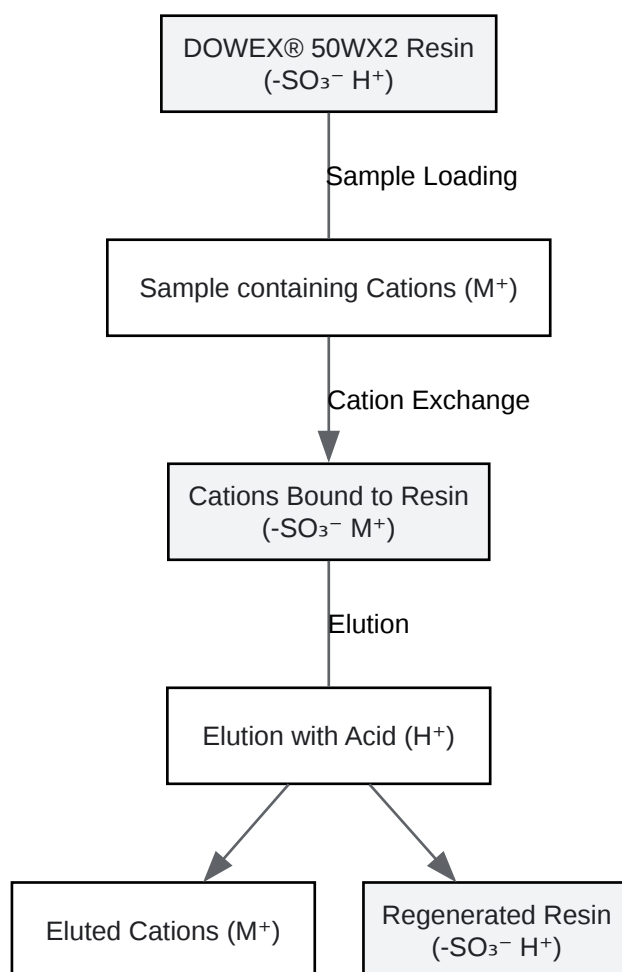 DOWEX® 50WX2 Resin
(-SO₃⁻ H⁺)
Sample Loading
Sample containing Cations (M⁺)
Cation Exchange
Cations Bound to Resin
(-SO₃⁻ M⁺)
Elution
Elution with Acid (H⁺)
Eluted Cations (M⁺)
Regenerated Resin
(-SO₃⁻ H⁺)